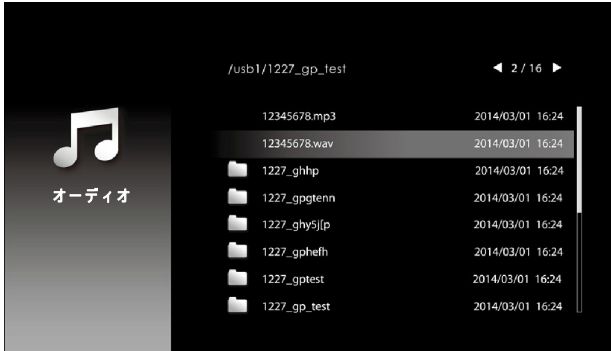 /usb1/1227_gp_test ◀ 2 / 16 ▶
12345678.mp3 2014/03/01 16:24
12345678.wav 2014/03/01 16:24
1227_ghhp 2014/03/01 16:24
オーディオ
1227_gpgtenn 2014/03/01 16:24
1227_ghy5j[p 2014/03/01 16:24
1227_gphefh 2014/03/01 16:24
1227_gptest 2014/03/01 16:24
1227_gp_test 2014/03/01 16:24